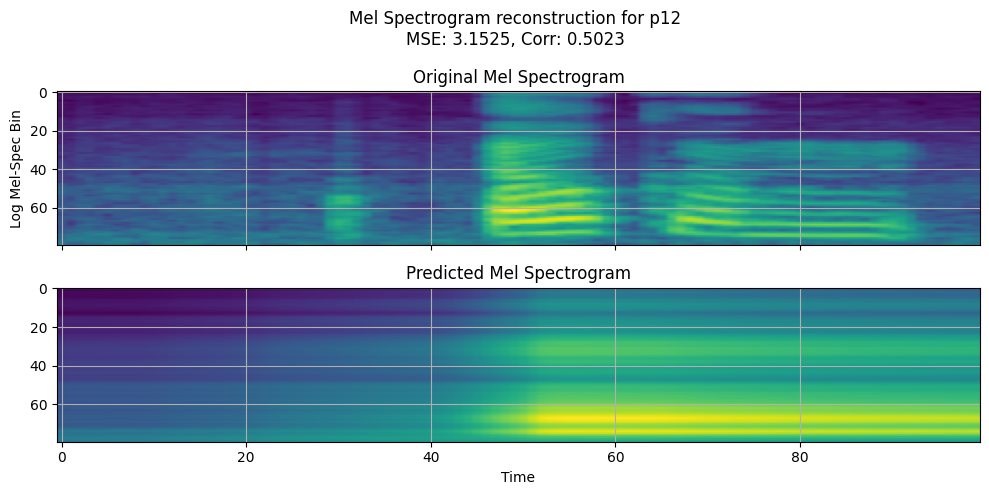 Mel Spectrogram reconstruction for p12
MSE: 3.1525, Corr: 0.5023
Original Mel Spectrogram
0
20
40
60
Log Mel-Spec Bin
Predicted Mel Spectrogram
0
20
40
60
0 20 40 60 80
Time